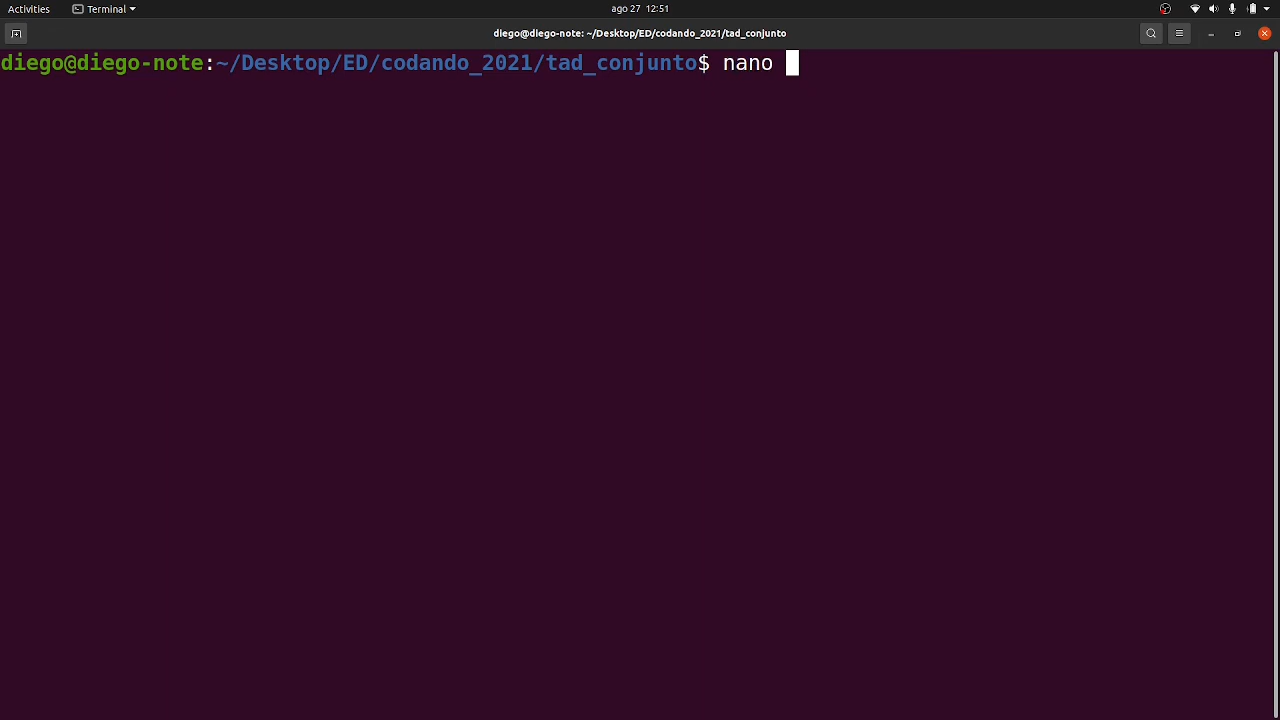 Activities Terminal ago 27 12:51
diego@diego-note: ~/Desktop/ED/codando_2021/tad_conjunto
diego@diego-note:~/Desktop/ED/codando_2021/tad_conjunto$ nano